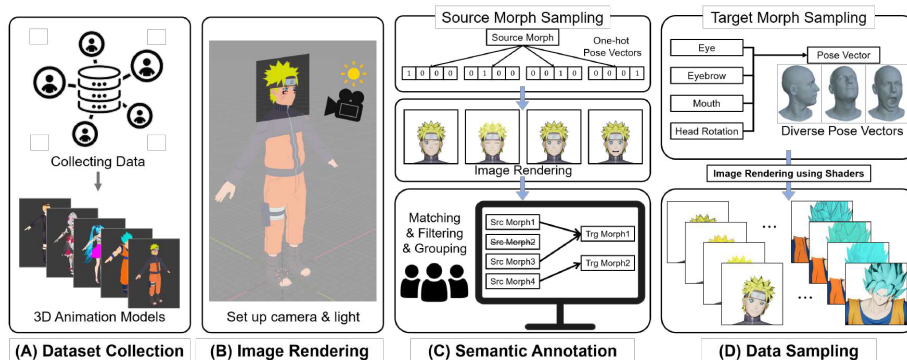 Collecting Data
3D Animation Models
(A) Dataset Collection
Set up camera & light
(B) Image Rendering
Source Morph Sampling
Source Morph
One-hot
Pose Vectors
1 0 0 0
0 1 0 0
0 0 1 0
0 0 0 1
Image Rendering
Matching
& Filtering
& Grouping
Src Morph1
Src Morph2
Src Morph3
Src Morph4
Trg Morph1
Trg Morph2
(C) Semantic Annotation
Target Morph Sampling
Eye
Eyebrow
Mouth
Head Rotation
Pose Vector
Diverse Pose Vectors
Image Rendering using Shaders
...
...
(D) Data Sampling